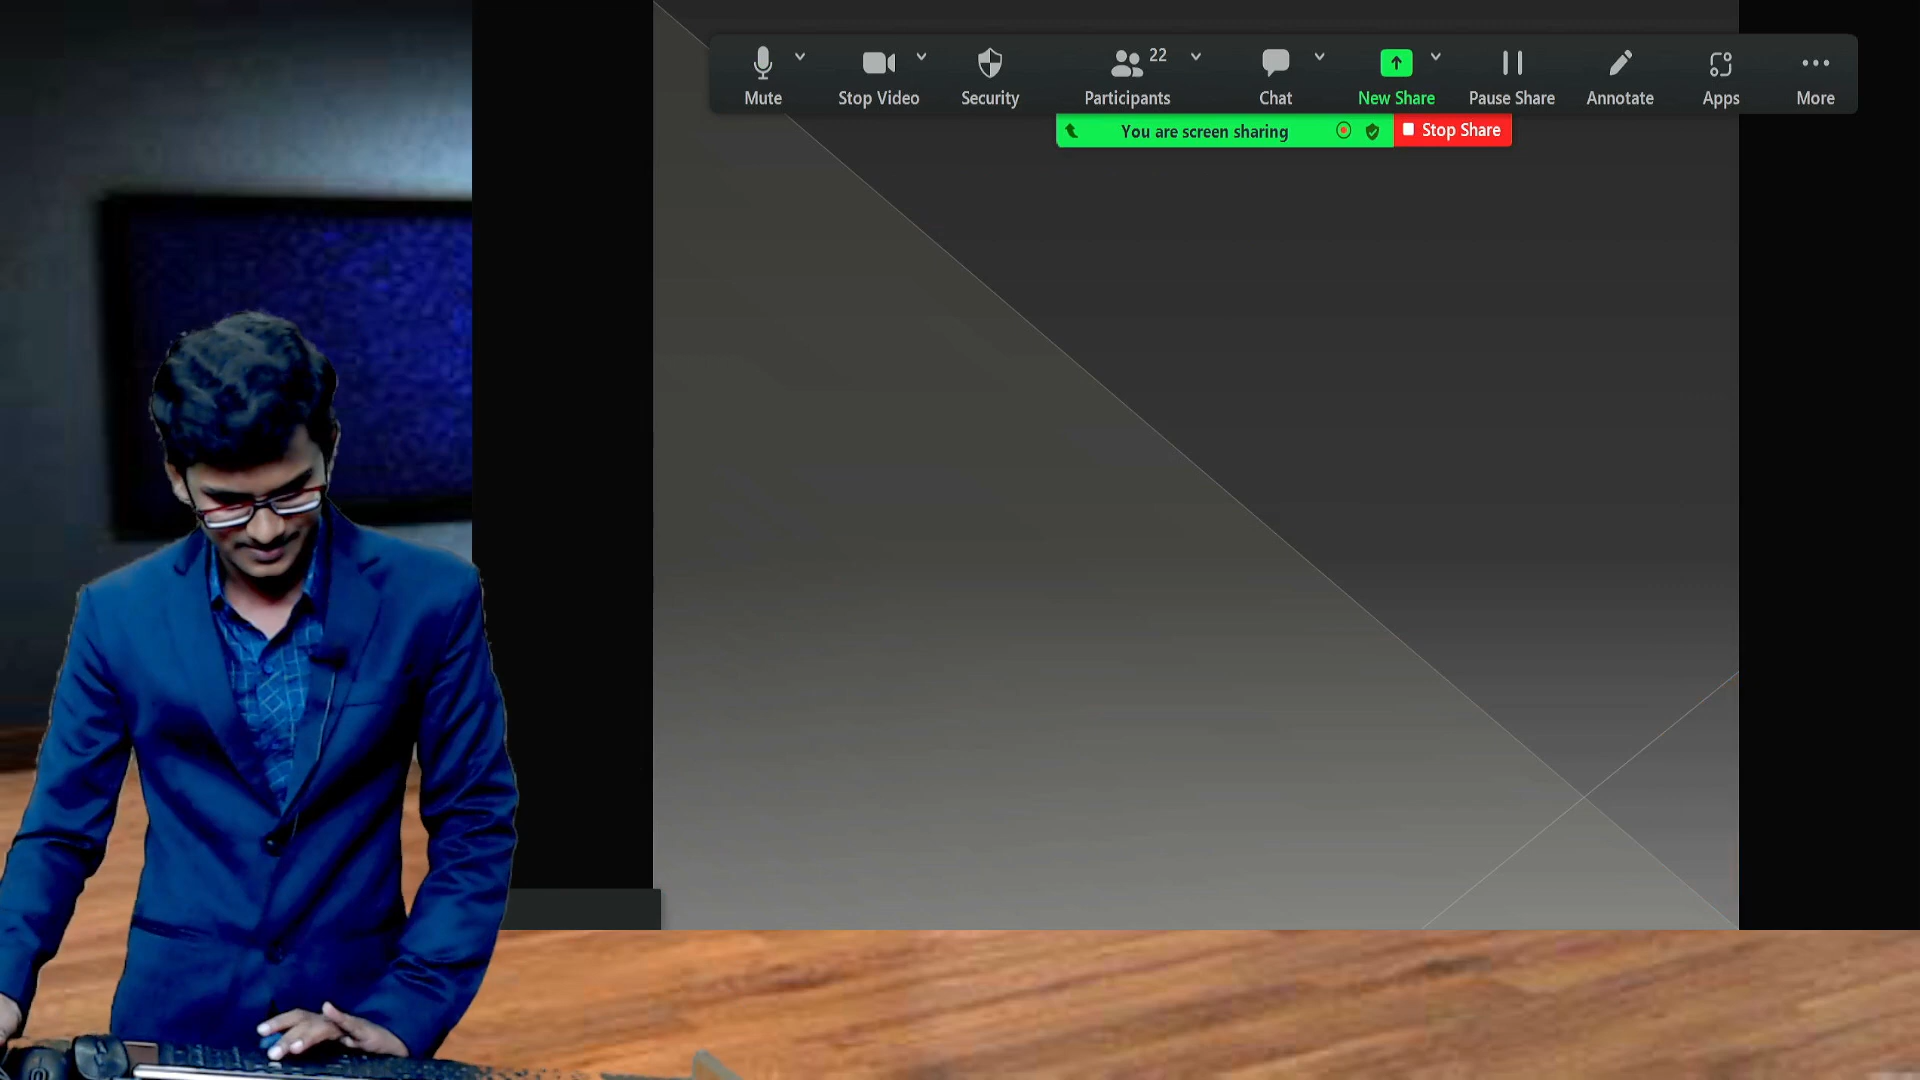 22
Mute
Stop Video
Security
Participants
Chat
New Share
Pause Share
Annotate
Apps
More
You are screen sharing
Stop Share